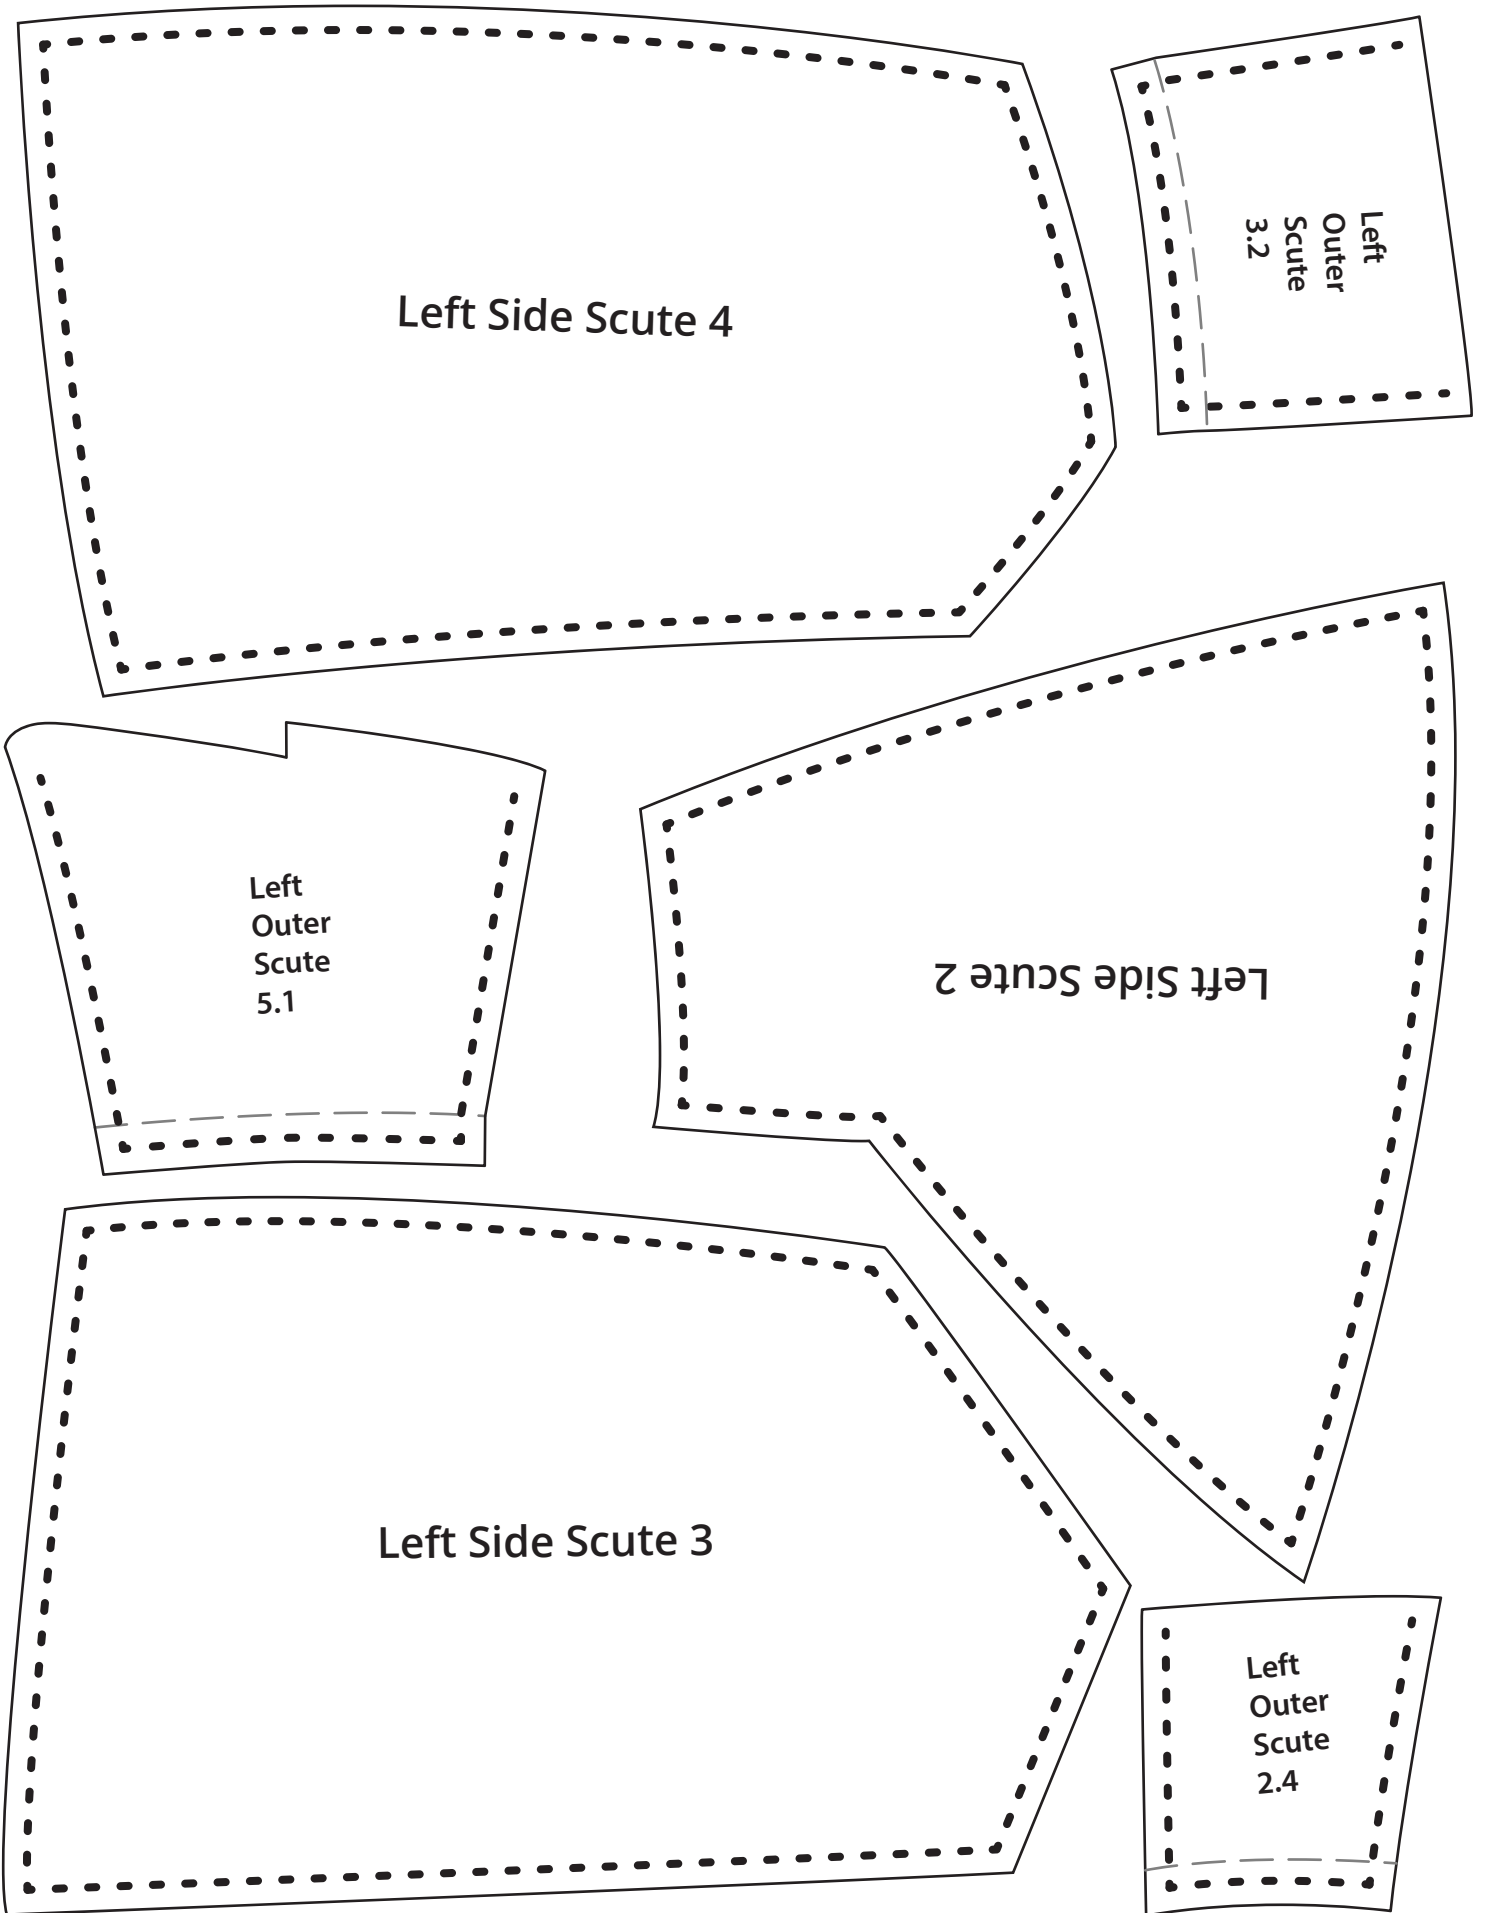 Left Side Scute 4
Left
Outer
Scute
3.2
Left
Outer
Scute
5.1
Left Side Scute 2
Left Side Scute 3
Left
Outer
Scute
2.4